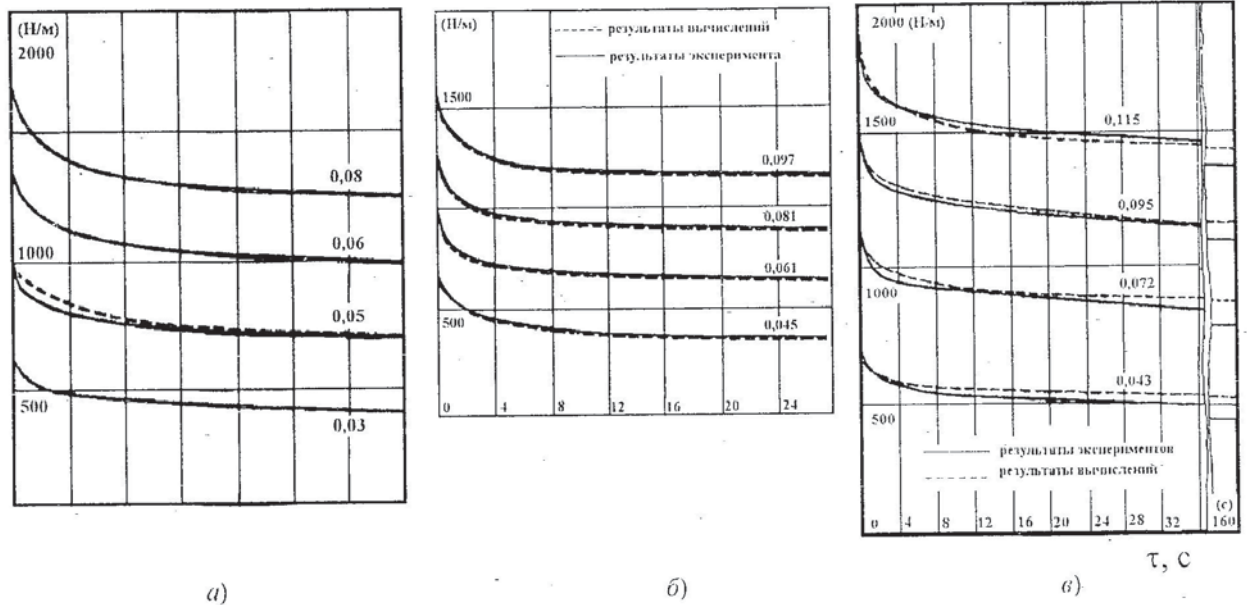 (Н/м)
2000
0,08
0,06
1000
0,05
500
0,03
а)
(Н/м)
результаты вычислений
результаты эксперимента
1500
0,097
0,081
0,061
500
0,045
0 4 8 12 16 20 24
б)
2000 (Н/м)
0,115
1500
0,095
0,072
1000
0,043
500
результаты экспериментов
результаты вычислений
(с)
0 4 8 12 16 20 24 28 32 160
τ, с
в)